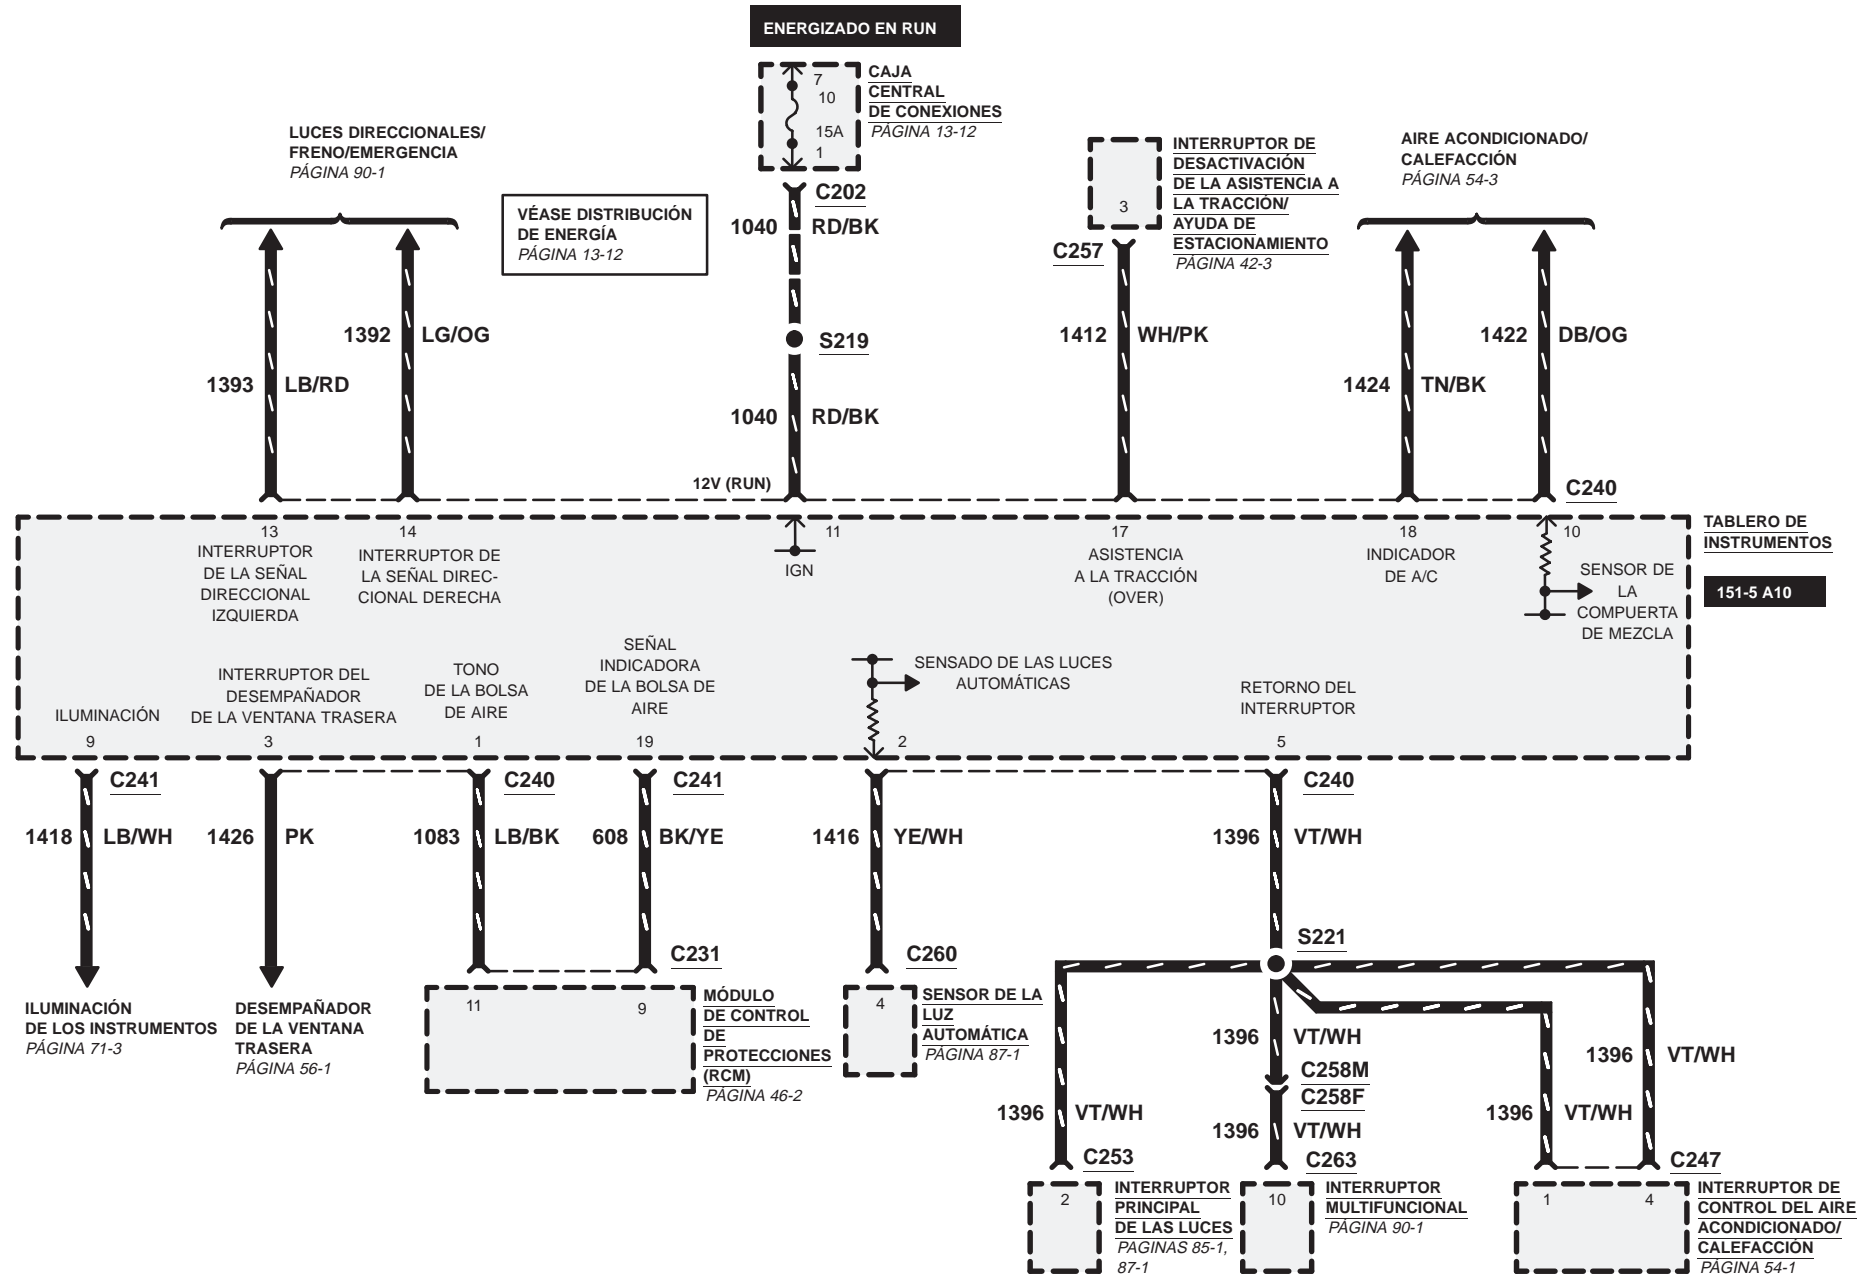 ENERGIZADO EN RUN
7
10
15A
1
CAJA
CENTRAL
DE CONEXIONES
PÁGINA 13-12
C202
LUCES DIRECCIONALES/
FRENO/EMERGENCIA
PÁGINA 90-1
VÉASE DISTRIBUCIÓN
DE ENERGÍA
PÁGINA 13-12
1040 RD/BK
3
INTERRUPTOR DE
DESACTIVACIÓN
DE LA ASISTENCIA A
LA TRACCIÓN/
AYUDA DE
ESTACIONAMIENTO
PÁGINA 42-3
C257
AIRE ACONDICIONADO/
CALEFACCIÓN
PÁGINA 54-3
1393 LB/RD
1392 LG/OG
S219
1040 RD/BK
1412 WH/PK
1424 TN/BK
1422 DB/OG
12V (RUN)
C240
13
INTERRUPTOR
DE LA SEÑAL
DIRECCIONAL
IZQUIERDA
14
INTERRUPTOR DE
LA SEÑAL DIREC-
CIONAL DERECHA
11
IGN
17
ASISTENCIA
A LA TRACCIÓN
(OVER)
18
INDICADOR
DE A/C
10
SENSOR DE
LA
COMPUERTA
DE MEZCLA
TABLERO DE
INSTRUMENTOS
151-5 A10
ILUMINACIÓN
9
INTERRUPTOR DEL
DESEMPAÑADOR
DE LA VENTANA TRASERA
3
TONO
DE LA BOLSA
DE AIRE
1
SEÑAL
INDICADORA
DE LA BOLSA DE
AIRE
19
SENSADO DE LAS LUCES
AUTOMÁTICAS
2
RETORNO DEL
INTERRUPTOR
5
C241
C240
C241
C240
1418 LB/WH
1426 PK
1083 LB/BK
608 BK/YE
1416 YE/WH
1396 VT/WH
C231
C260
S221
ILUMINACIÓN
DE LOS INSTRUMENTOS
PÁGINA 71-3
DESEMPAÑADOR
DE LA VENTANA
TRASERA
PÁGINA 56-1
11
9
MÓDULO
DE CONTROL
DE
PROTECCIONES
(RCM)
PÁGINA 46-2
4
SENSOR DE LA
LUZ
AUTOMÁTICA
PÁGINA 87-1
1396 VT/WH
C258M
C258F
1396 VT/WH
1396 VT/WH
1396 VT/WH
1396 VT/WH
C253
C263
C247
2
INTERRUPTOR
PRINCIPAL
DE LAS LUCES
PAGINAS 85-1,
87-1
10
INTERRUPTOR
MULTIFUNCIONAL
PÁGINA 90-1
1
4
INTERRUPTOR DE
CONTROL DEL AIRE
ACONDICIONADO/
CALEFACCIÓN
PÁGINA 54-1